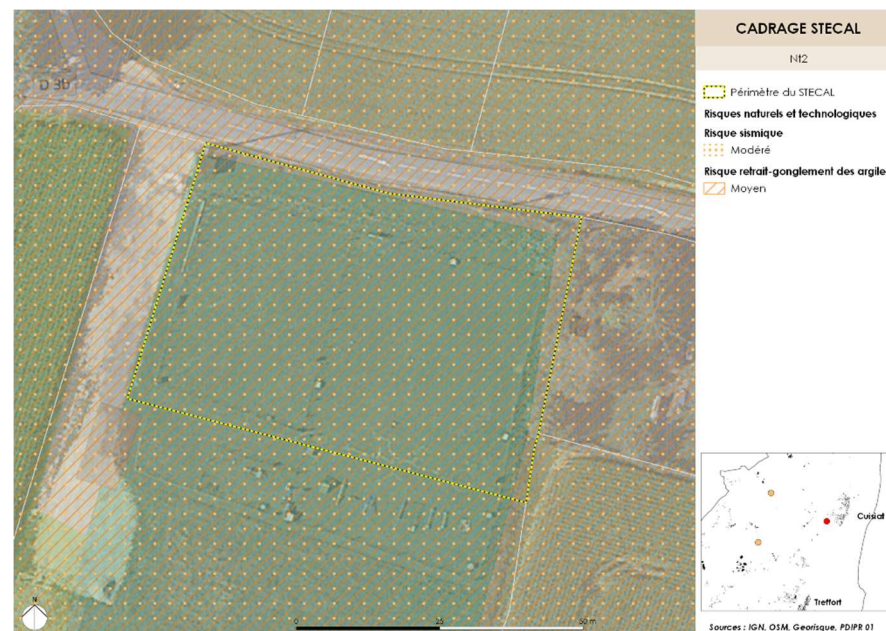 CADRAGE STECAL
Nt2
Périmètre du STECAL
Risques naturels et technologiques
Risque sismique
Modéré
Risque retrait-gonglement des argile
Moyen
D 3b
N
0 25 50 m
Cuisiat
Treffort
Sources : IGN, OSM, Georisque, PDIPR 01